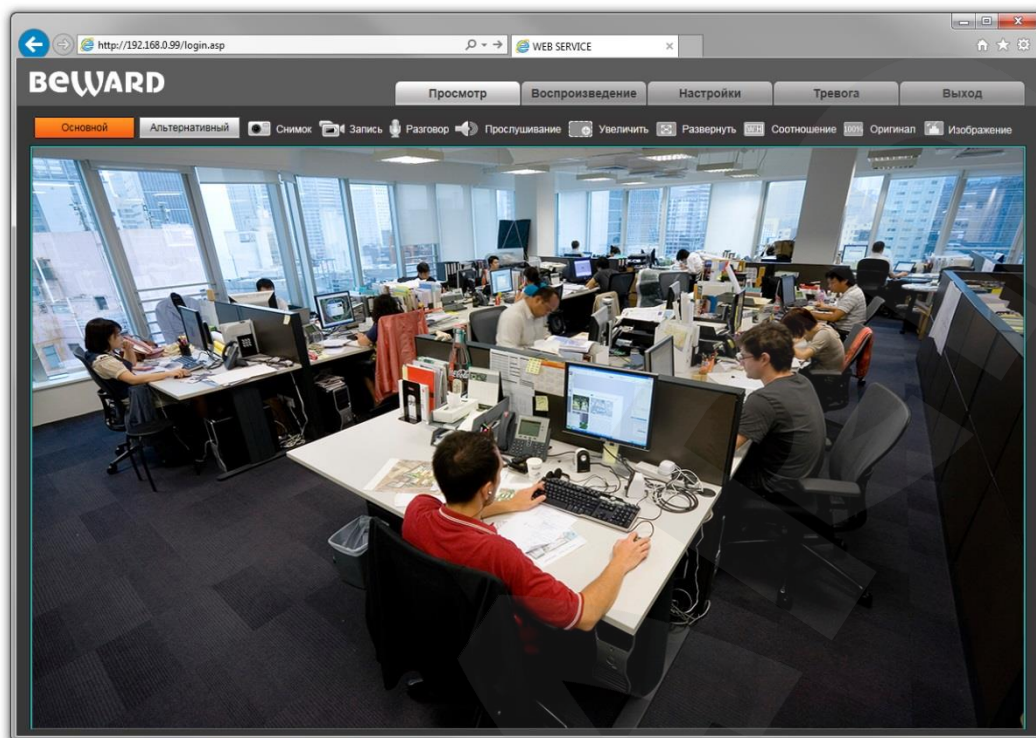 http://192.168.0.99/login.asp
WEB SERVICE
BEWARD
Просмотр Воспроизведение Настройки Тревога Выход
Основной Альтернативный Снимок Запись Разговор Прослушивание Увеличить Развернуть W:H Соотношение 100% Оригинал Изображение